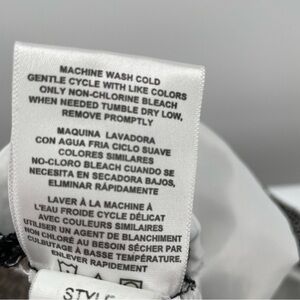 MACHINE WASH COLD
GENTLE CYCLE WITH LIKE COLORS
ONLY NON-CHLORINE BLEACH
WHEN NEEDED TUMBLE DRY LOW,
REMOVE PROMPTLY
MAQUINA LAVADORA
CON AGUA FRIA CICLO SUAVE
COLORES SIMILARES
NO-CLORO BLEACH CUANDO SE
NECESITA EN SECADORA BAJOS,
ELIMINAR RÁPIDAMENTE
LAVER À LA MACHINE À
L'EAU FROIDE CYCLE DÉLICAT
AVEC COULEURS SIMILAIRES
UTILISER UN AGENT DE BLANCHIMENT
NON CHLORÉ AU BESOIN SÉCHER PAR
CULBUTAGE À BASSE TEMPÉRATURE.
ENLEVER RAPIDEMENT
STYLE